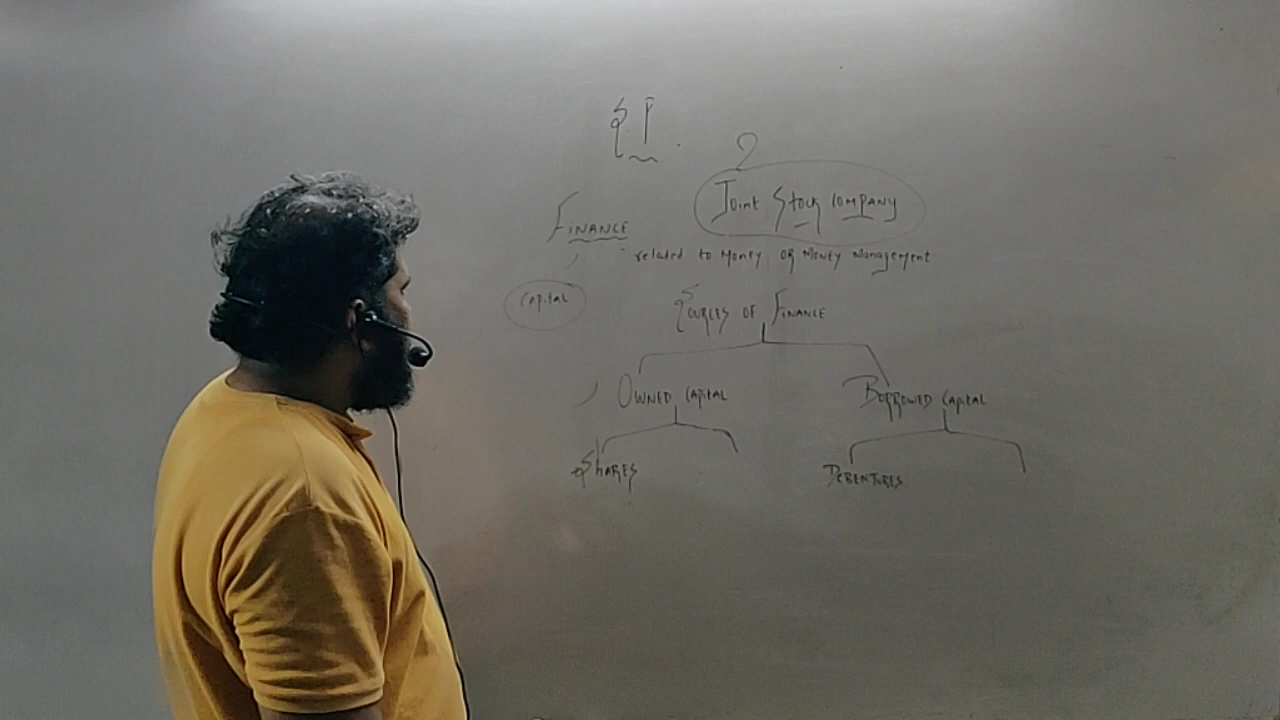 S.P.
Joint Stock Company
Finance
related to Money or Money Management
Capital
Sources of Finance
Owned Capital
Borrowed Capital
Shares
Debentures